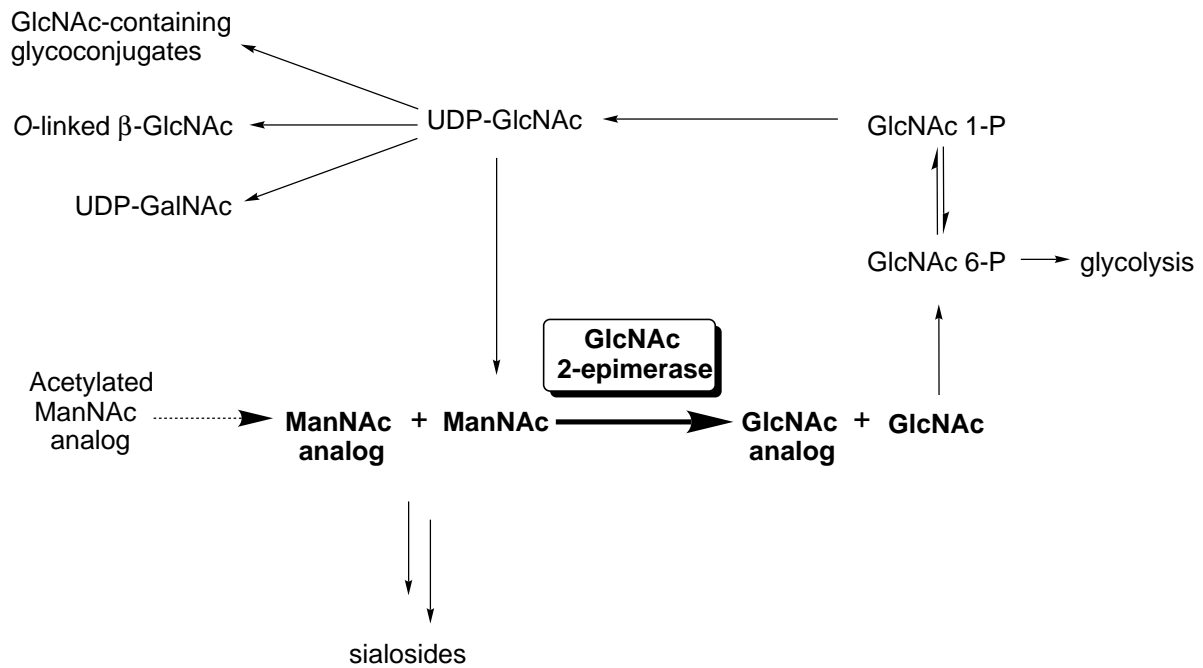 GlcNAc-containing
glycoconjugates
O-linked β-GlcNAc
UDP-GlcNAc
GlcNAc 1-P
UDP-GalNAc
GlcNAc 6-P
glycolysis
GlcNAc
2-epimerase
Acetylated
ManNAc
analog
ManNAc
analog
+ ManNAc
GlcNAc
analog
+ GlcNAc
sialosides